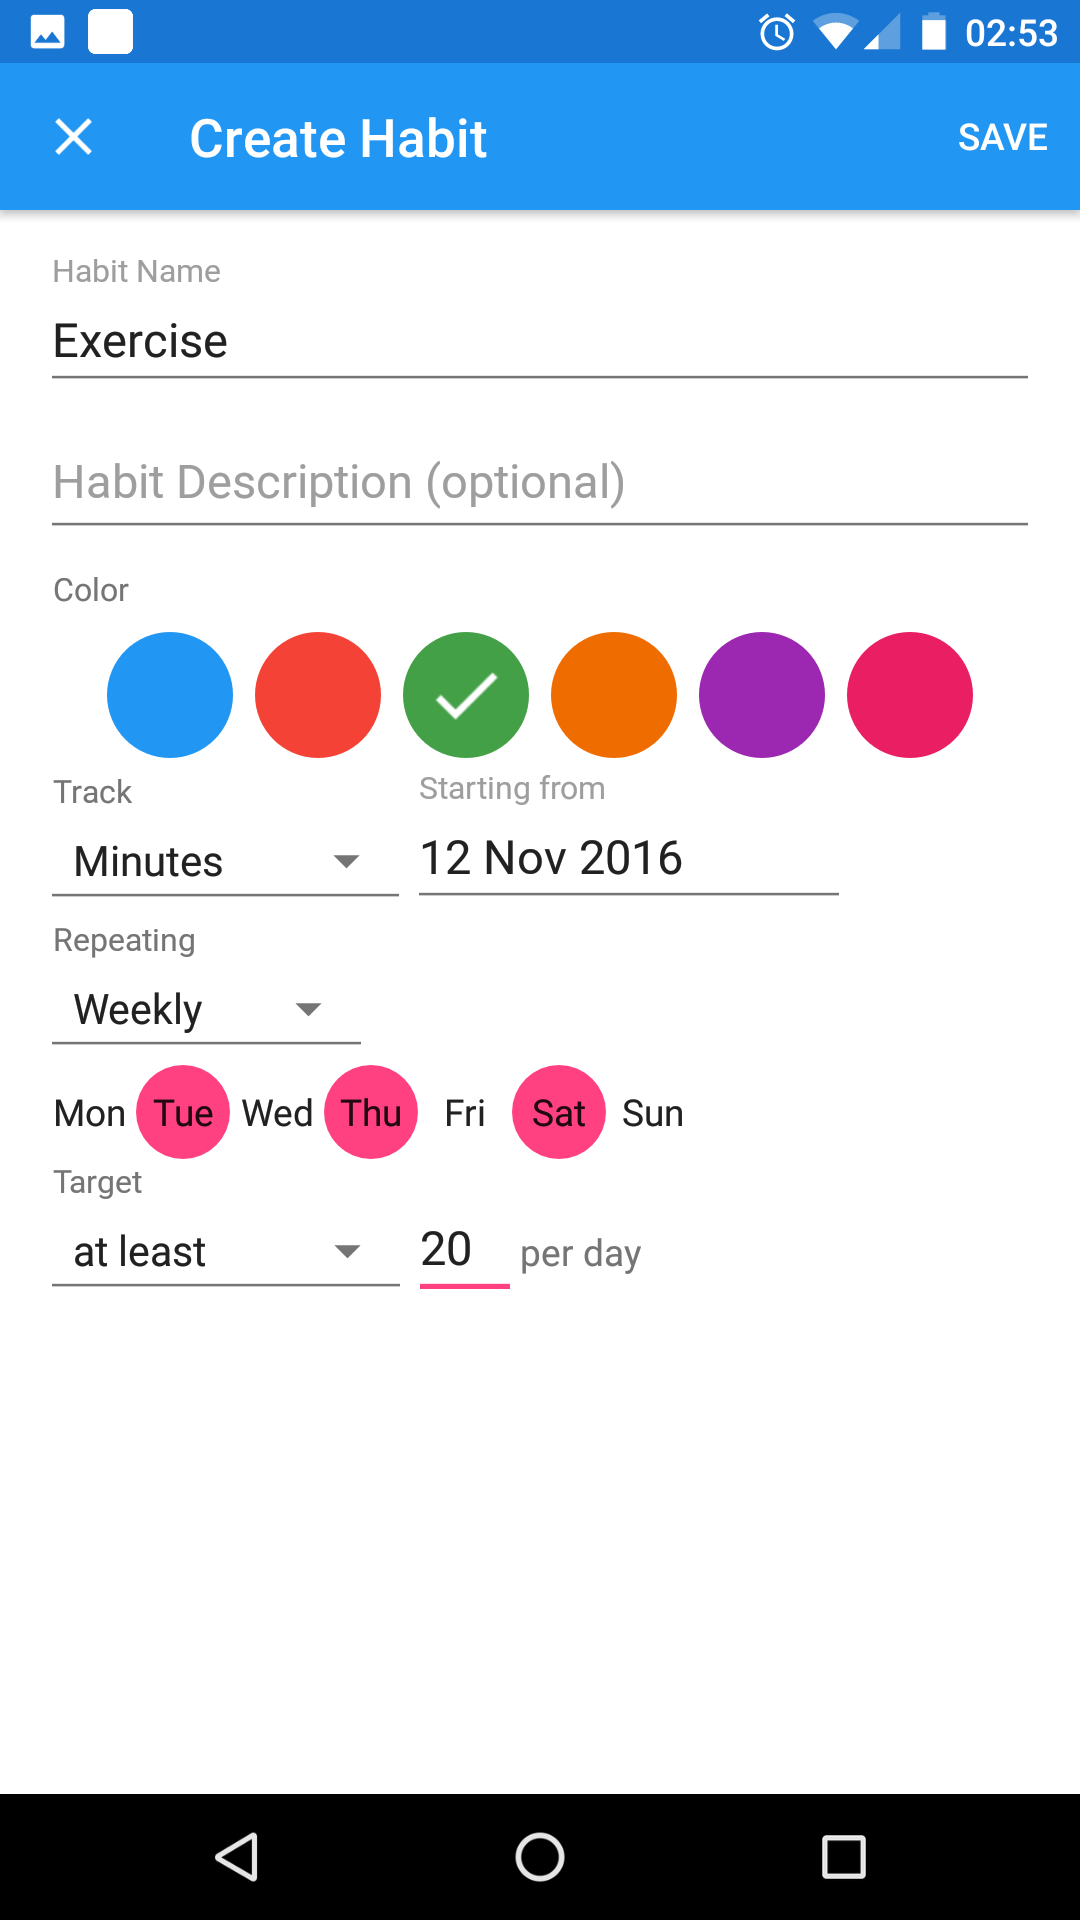 02:53
Create Habit SAVE
Habit Name
Exercise
Habit Description (optional)
Color
Track Starting from
Minutes 12 Nov 2016
Repeating
Weekly
Mon Tue Wed Thu Fri Sat Sun
Target
at least 20 per day